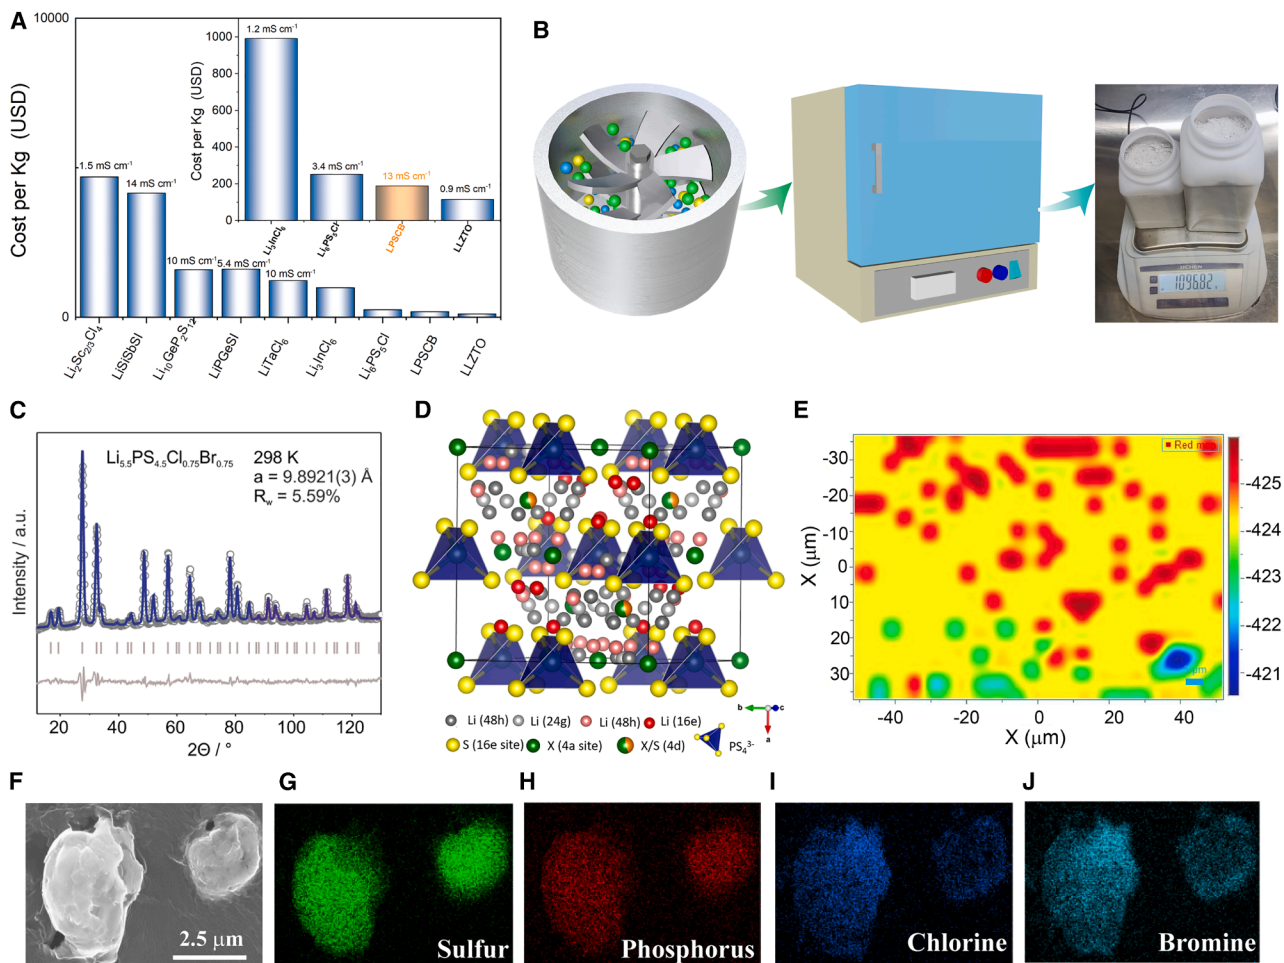 A
10000
0
Cost per Kg (USD)
-1.5 mS cm⁻¹
14 mS cm⁻¹
10 mS cm⁻¹
5.4 mS cm⁻¹
10 mS cm⁻¹
Li₂Sc₂/₃Cl₄
LiSiSbSI
Li₁₀GeP₂S₁₂
LiPGeSI
LiTaCl₆
Li₃InCl₆
Li₆PS₅Cl
LPSCB
LLZTO
Cost per Kg (USD)
1000
800
600
400
200
0
1.2 mS cm⁻¹
3.4 mS cm⁻¹
13 mS cm⁻¹
0.9 mS cm⁻¹
Li₃InCl₆
Li₆PS₅Cl
LPSCB
LLZTO
B
1096.82
C
Li₅.₅PS₄.₅Cl₀.₇₅Br₀.₇₅
298 K
a = 9.8921(3) Å
R_w = 5.59%
Intensity / a.u.
20 40 60 80 100 120
2Θ / °
D
b c
a
Li (48h) Li (24g) Li (48h) Li (16e)
S (16e site) X (4a site) X/S (4d) PS₄³⁻
E
X (μm)
-30
-20
-10
0
10
20
30
-40 -20 0 20 40
X (μm)
-425
-423
-422
-421
F
2.5 μm
G
Sulfur
H
Phosphorus
I
Chlorine
J
Bromine